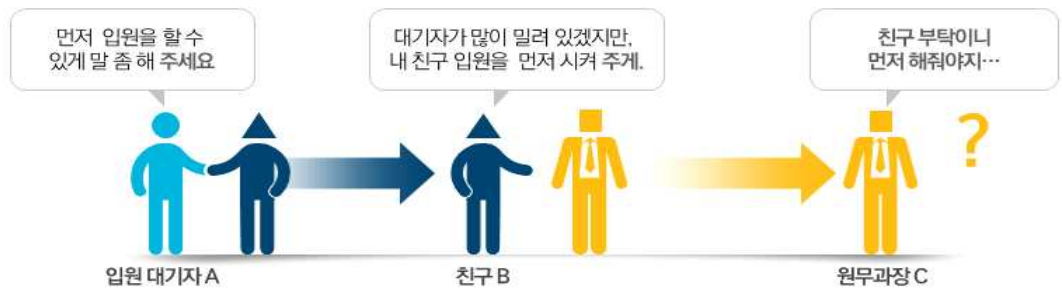 먼저 입원을 할 수
있게 말 좀 해 주세요
대기자가 많이 밀려 있겠지만,
내 친구 입원을 먼저 시켜 주게.
친구 부탁이니
먼저 해줘야지…
?
입원 대기자 A
친구 B
원무과장 C